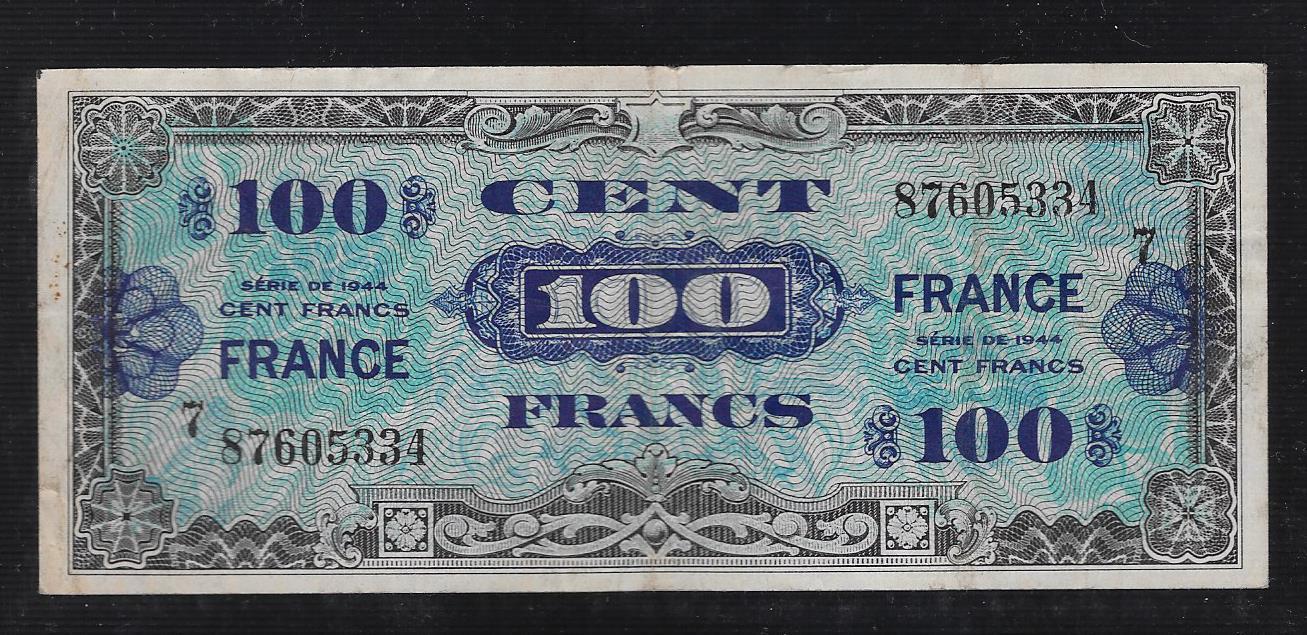 100 CENT 87605334
7
SÉRIE DE 1944
CENT FRANCS
FRANCE
100
FRANCE
SÉRIE DE 1944
CENT FRANCS
7
87605334
FRANCS
100